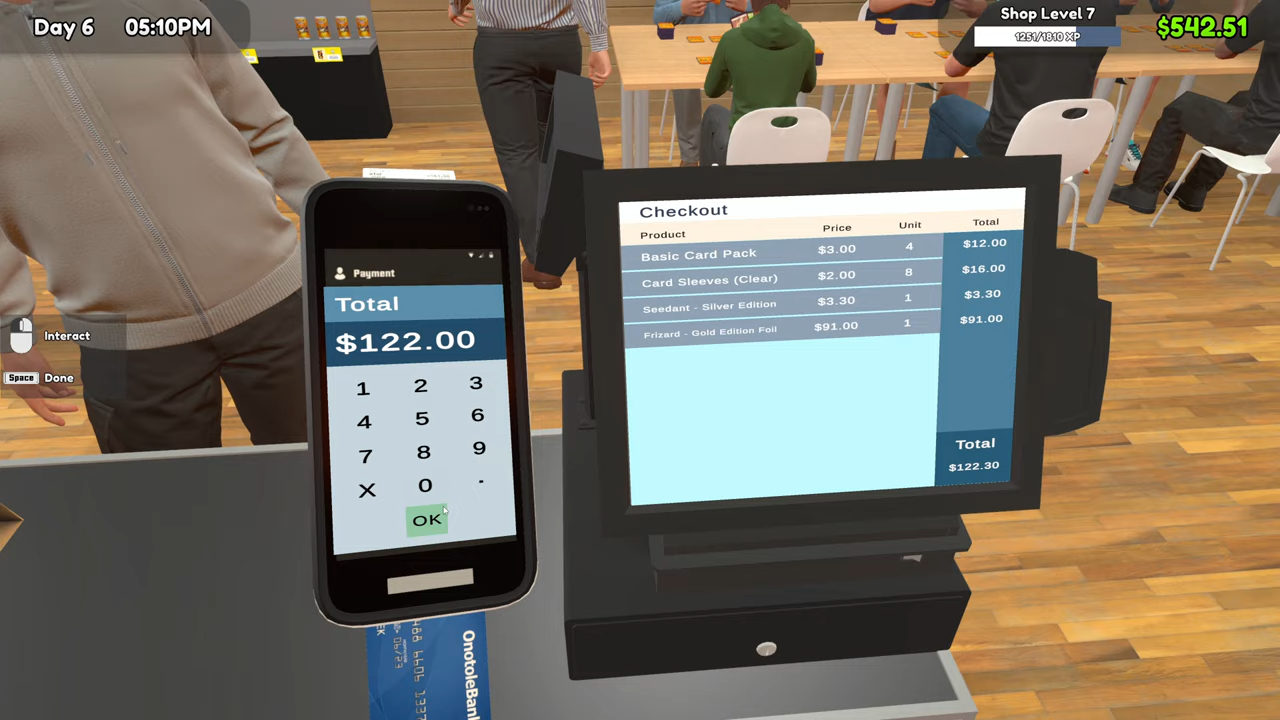 Day 6 05:10PM
Shop Level 7
1251/1810 XP
$542.51
Interact
Space Done
Payment
Total
$122.00
1 2 3
4 5 6
7 8 9
X 0 .
OK
Checkout
Product Price Unit Total
Basic Card Pack $3.00 4 $12.00
Card Sleeves (Clear) $2.00 8 $16.00
Seedant - Silver Edition $3.30 1 $3.30
Frizard - Gold Edition Foil $91.00 1 $91.00
Total
$122.30
OnotoleBank